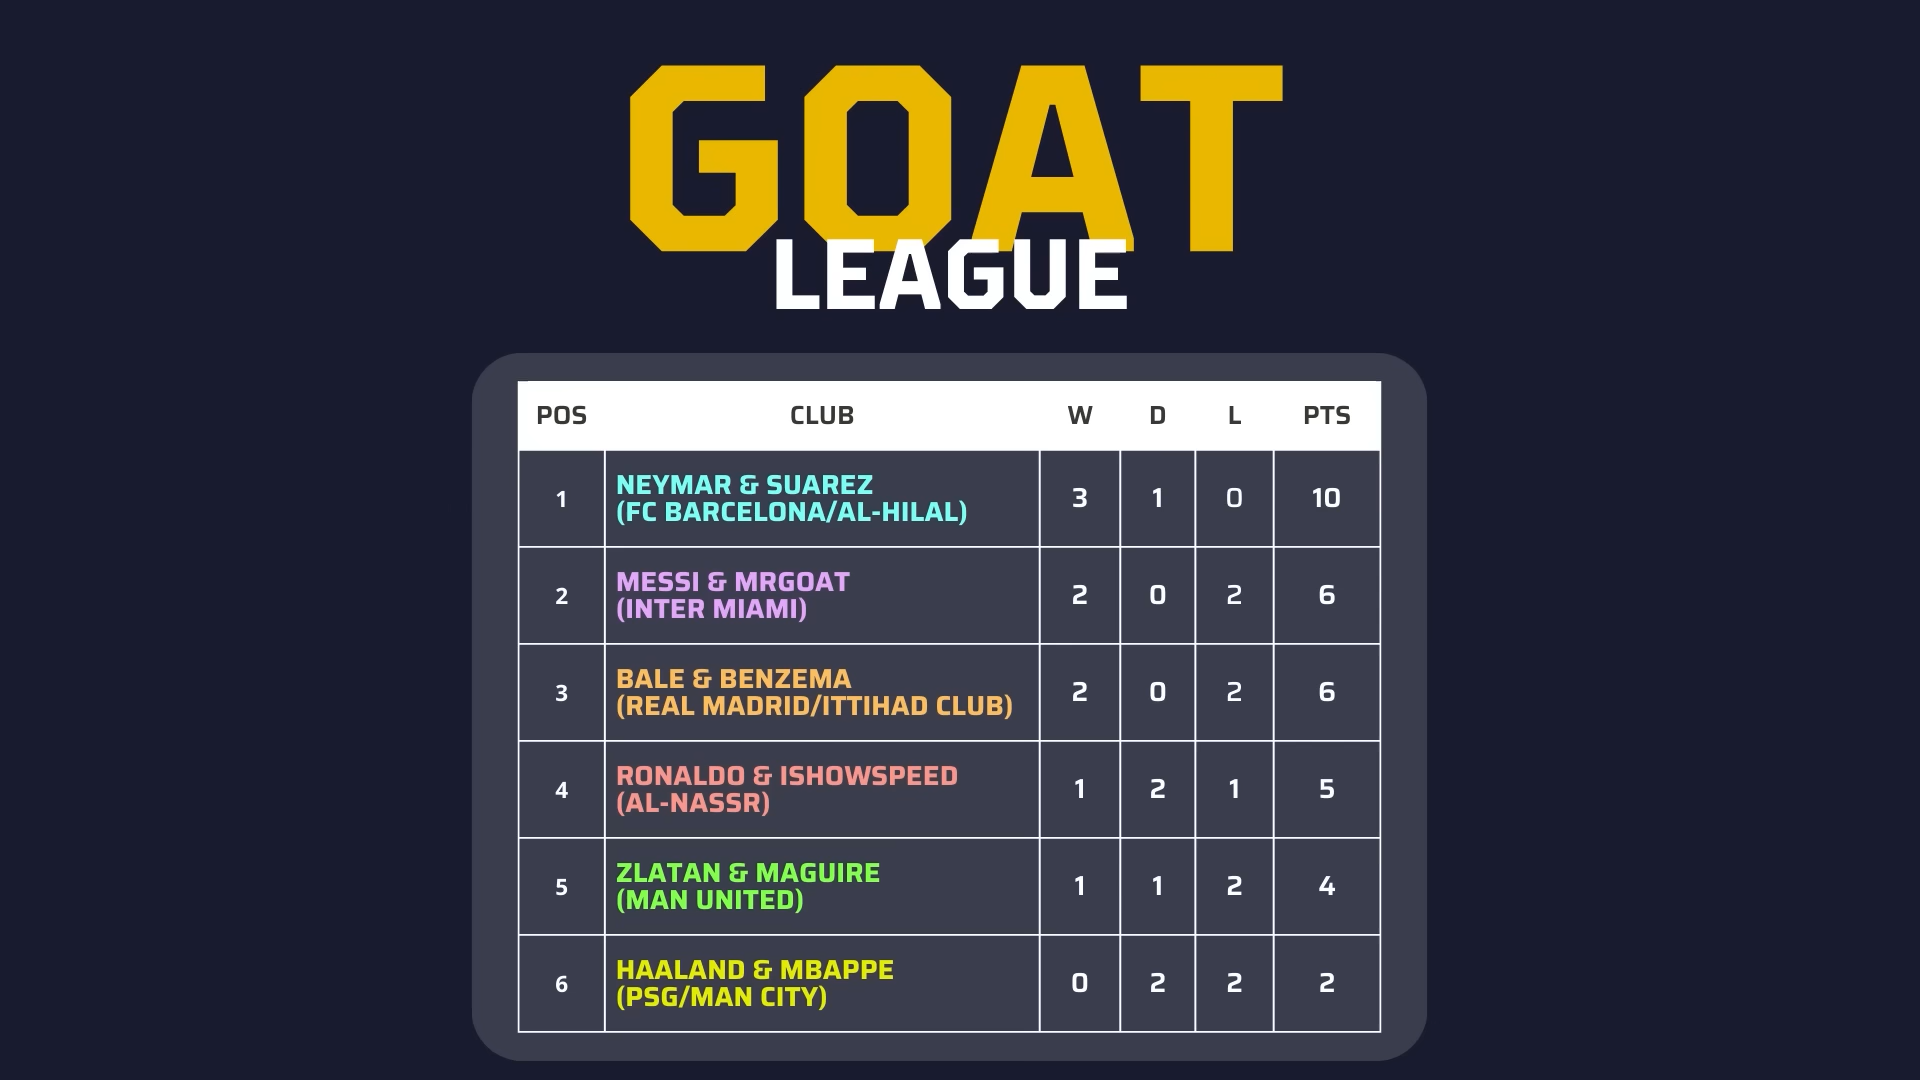 GOAT
LEAGUE
POS CLUB W D L PTS
1 NEYMAR & SUAREZ 3 1 0 10
(FC BARCELONA/AL-HILAL)
2 MESSI & MRGOAT 2 0 2 6
(INTER MIAMI)
3 BALE & BENZEMA 2 0 2 6
(REAL MADRID/ITTIHAD CLUB)
4 RONALDO & ISHOWSPEED 1 2 1 5
(AL-NASSR)
5 ZLATAN & MAGUIRE 1 1 2 4
(MAN UNITED)
6 HAALAND & MBAPPE 0 2 2 2
(PSG/MAN CITY)